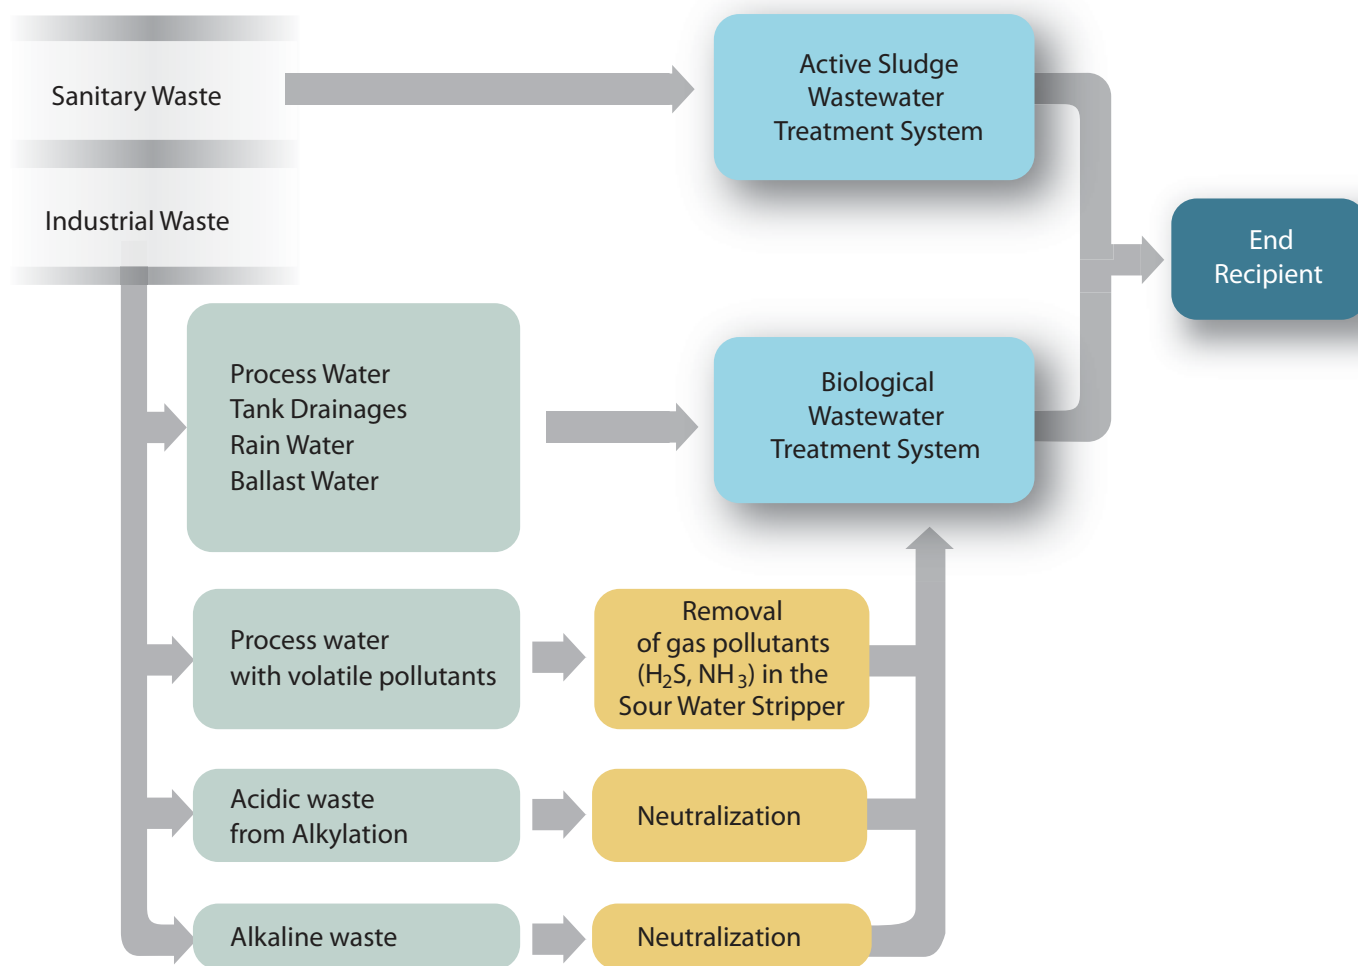 Sanitary Waste
Active Sludge
Wastewater
Treatment System
Industrial Waste
End
Recipient
Process Water
Tank Drainages
Rain Water
Ballast Water
Biological
Wastewater
Treatment System
Process water
with volatile pollutants
Removal
of gas pollutants
(H₂S, NH₃) in the
Sour Water Stripper
Acidic waste
from Alkylation
Neutralization
Alkaline waste
Neutralization